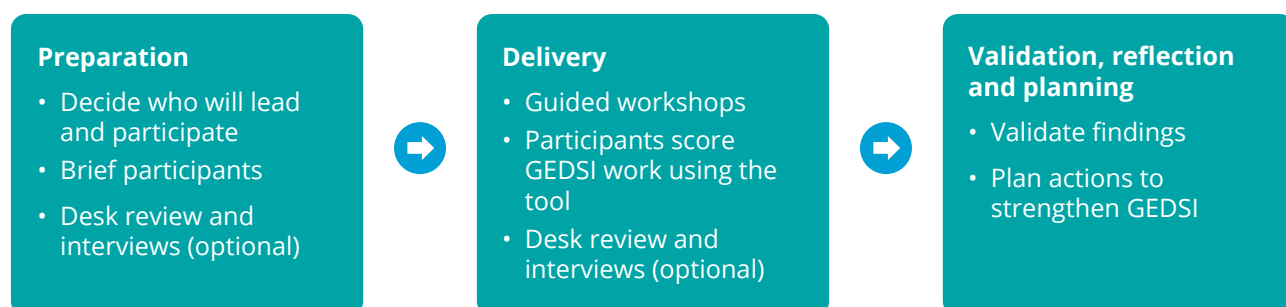 Preparation
• Decide who will lead
and participate
• Brief participants
• Desk review and
interviews (optional)
Delivery
• Guided workshops
• Participants score
GEDSI work using the
tool
• Desk review and
interviews (optional)
Validation, reflection
and planning
• Validate findings
• Plan actions to
strengthen GEDSI